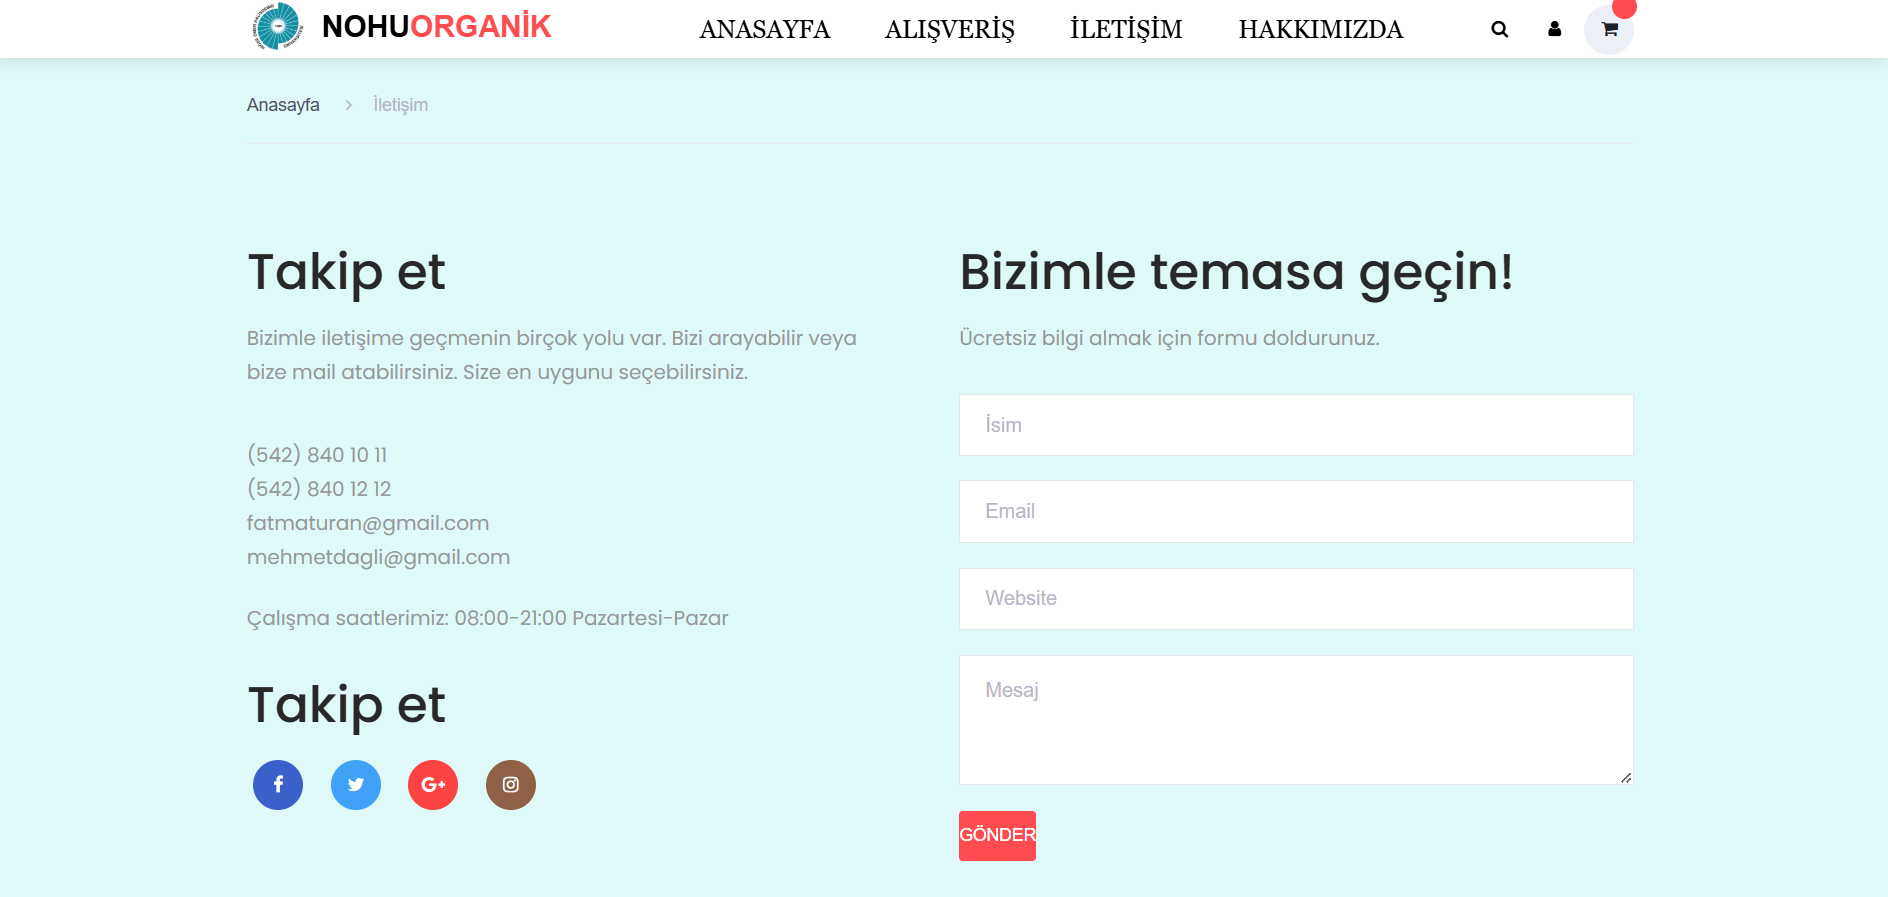 NOHUORGANİK
ANASAYFA ALIŞVERİŞ İLETİŞİM HAKKIMIZDA
Anasayfa > İletişim
Takip et
Bizimle iletişime geçmenin birçok yolu var. Bizi arayabilir veya
bize mail atabilirsiniz. Size en uygunu seçebilirsiniz.
(542) 840 10 11
(542) 840 12 12
fatmaturan@gmail.com
mehmetdagli@gmail.com
Çalışma saatlerimiz: 08:00-21:00 Pazartesi-Pazar
Takip et
Bizimle temasa geçin!
Ücretsiz bilgi almak için formu doldurunuz.
İsim
Email
Website
Mesaj
GÖNDER